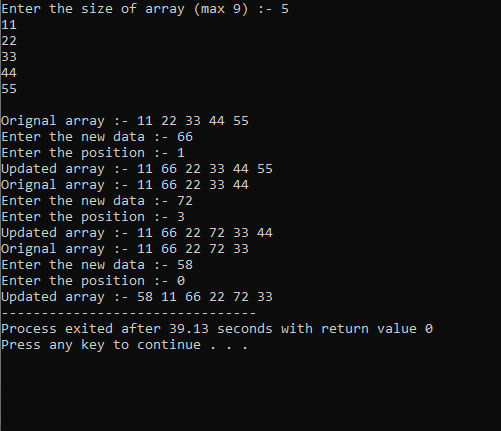 Enter the size of array (max 9) :- 5
11
22
33
44
55
Orignal array :- 11 22 33 44 55
Enter the new data :- 66
Enter the position :- 1
Updated array :- 11 66 22 33 44 55
Orignal array :- 11 66 22 33 44
Enter the new data :- 72
Enter the position :- 3
Updated array :- 11 66 22 72 33 44
Orignal array :- 11 66 22 72 33
Enter the new data :- 58
Enter the position :- 0
Updated array :- 58 11 66 22 72 33
--------------------------------
Process exited after 39.13 seconds with return value 0
Press any key to continue . . .